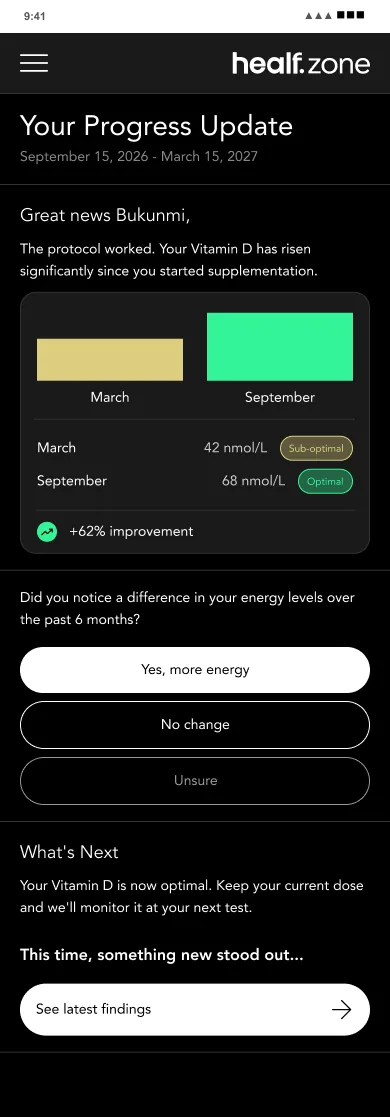 9:41
healf.zone
Your Progress Update
September 15, 2026 - March 15, 2027
Great news Bukunmi,
The protocol worked. Your Vitamin D has risen
significantly since you started supplementation.
March
September
March 42 nmol/L Sub-optimal
September 68 nmol/L Optimal
+62% improvement
Did you notice a difference in your energy levels over
the past 6 months?
Yes, more energy
No change
Unsure
What's Next
Your Vitamin D is now optimal. Keep your current dose
and we'll monitor it at your next test.
This time, something new stood out...
See latest findings